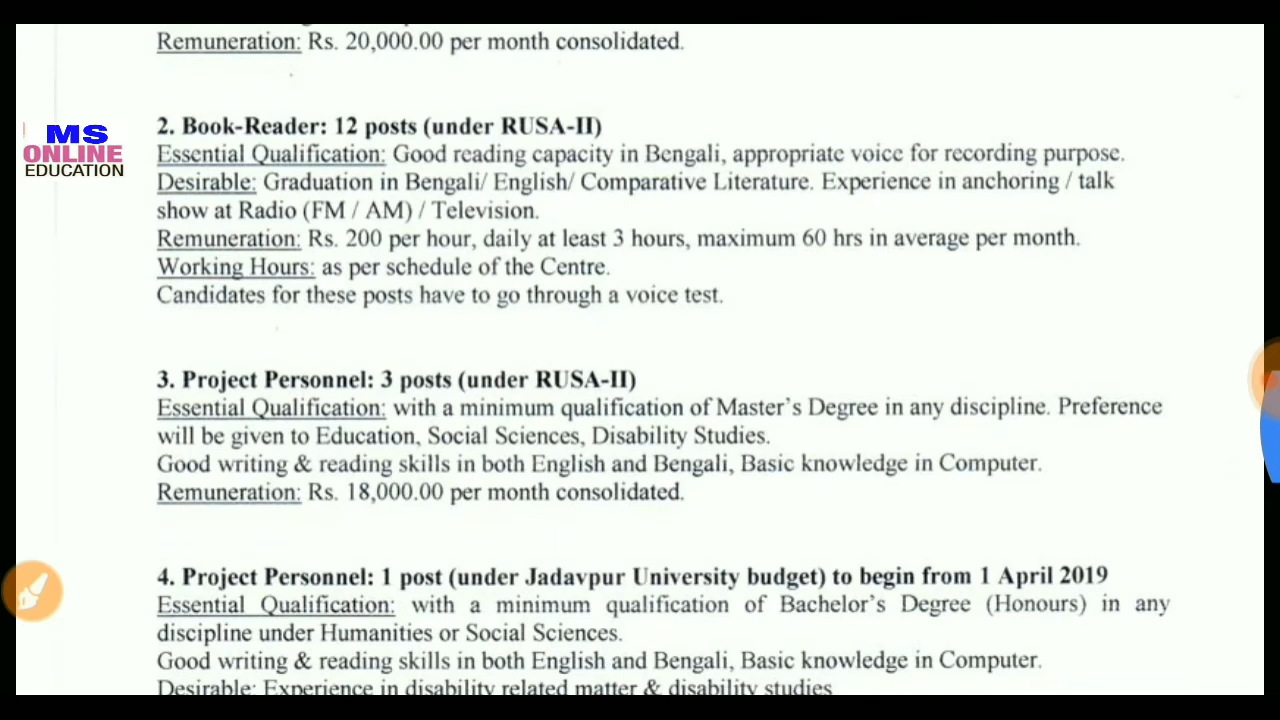 Remuneration: Rs. 20,000.00 per month consolidated.
MS
ONLINE
EDUCATION
2. Book-Reader: 12 posts (under RUSA-II)
Essential Qualification: Good reading capacity in Bengali, appropriate voice for recording purpose.
Desirable: Graduation in Bengali/ English/ Comparative Literature. Experience in anchoring / talk
show at Radio (FM / AM) / Television.
Remuneration: Rs. 200 per hour, daily at least 3 hours, maximum 60 hrs in average per month.
Working Hours: as per schedule of the Centre.
Candidates for these posts have to go through a voice test.
3. Project Personnel: 3 posts (under RUSA-II)
Essential Qualification: with a minimum qualification of Master's Degree in any discipline. Preference
will be given to Education, Social Sciences, Disability Studies.
Good writing & reading skills in both English and Bengali, Basic knowledge in Computer.
Remuneration: Rs. 18,000.00 per month consolidated.
4. Project Personnel: 1 post (under Jadavpur University budget) to begin from 1 April 2019
Essential Qualification: with a minimum qualification of Bachelor's Degree (Honours) in any
discipline under Humanities or Social Sciences.
Good writing & reading skills in both English and Bengali, Basic knowledge in Computer.
Desirable: Experience in disability related matter & disability studies